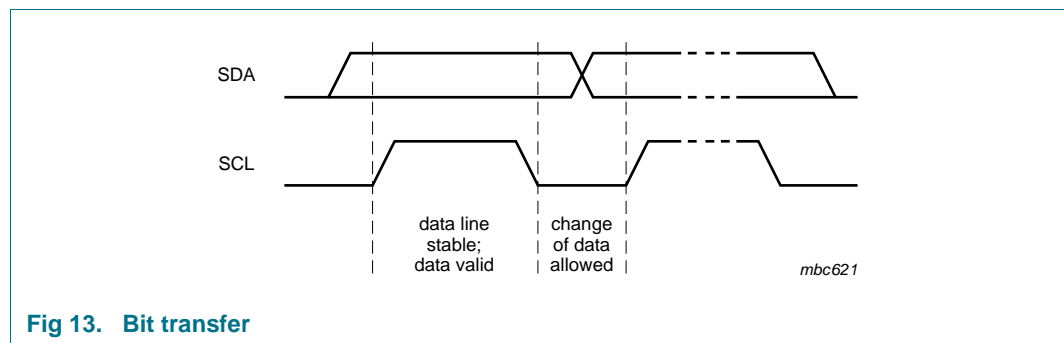 SDA
SCL
data line
stable;
data valid
change
of data
allowed
mbc621
Fig 13. Bit transfer